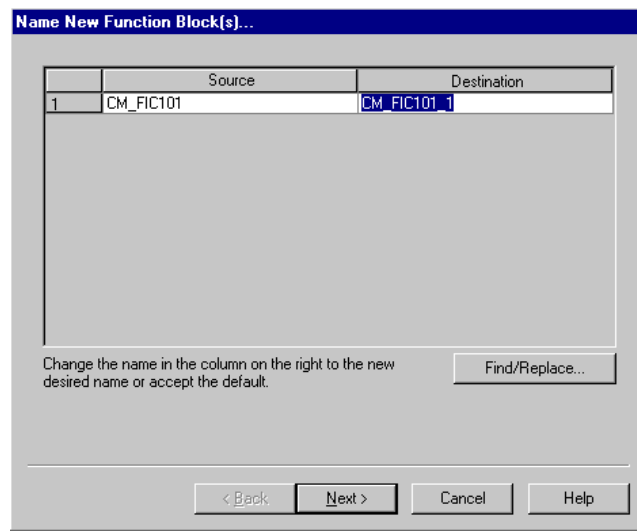 Name New Function Block(s)...
Source Destination
1 CM_FIC101 CM_FIC101_1
Change the name in the column on the right to the new
desired name or accept the default.
Find/Replace...
< Back Next > Cancel Help